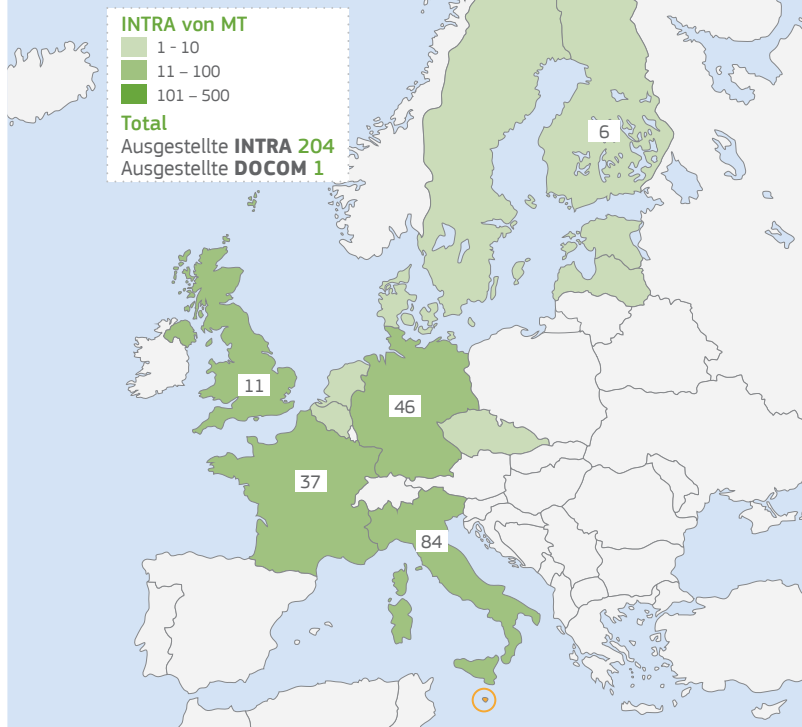 INTRA von MT
1 - 10
11 – 100
101 – 500
Total
Ausgestellte INTRA 204
Ausgestellte DOCOM 1
6
11
46
37
84